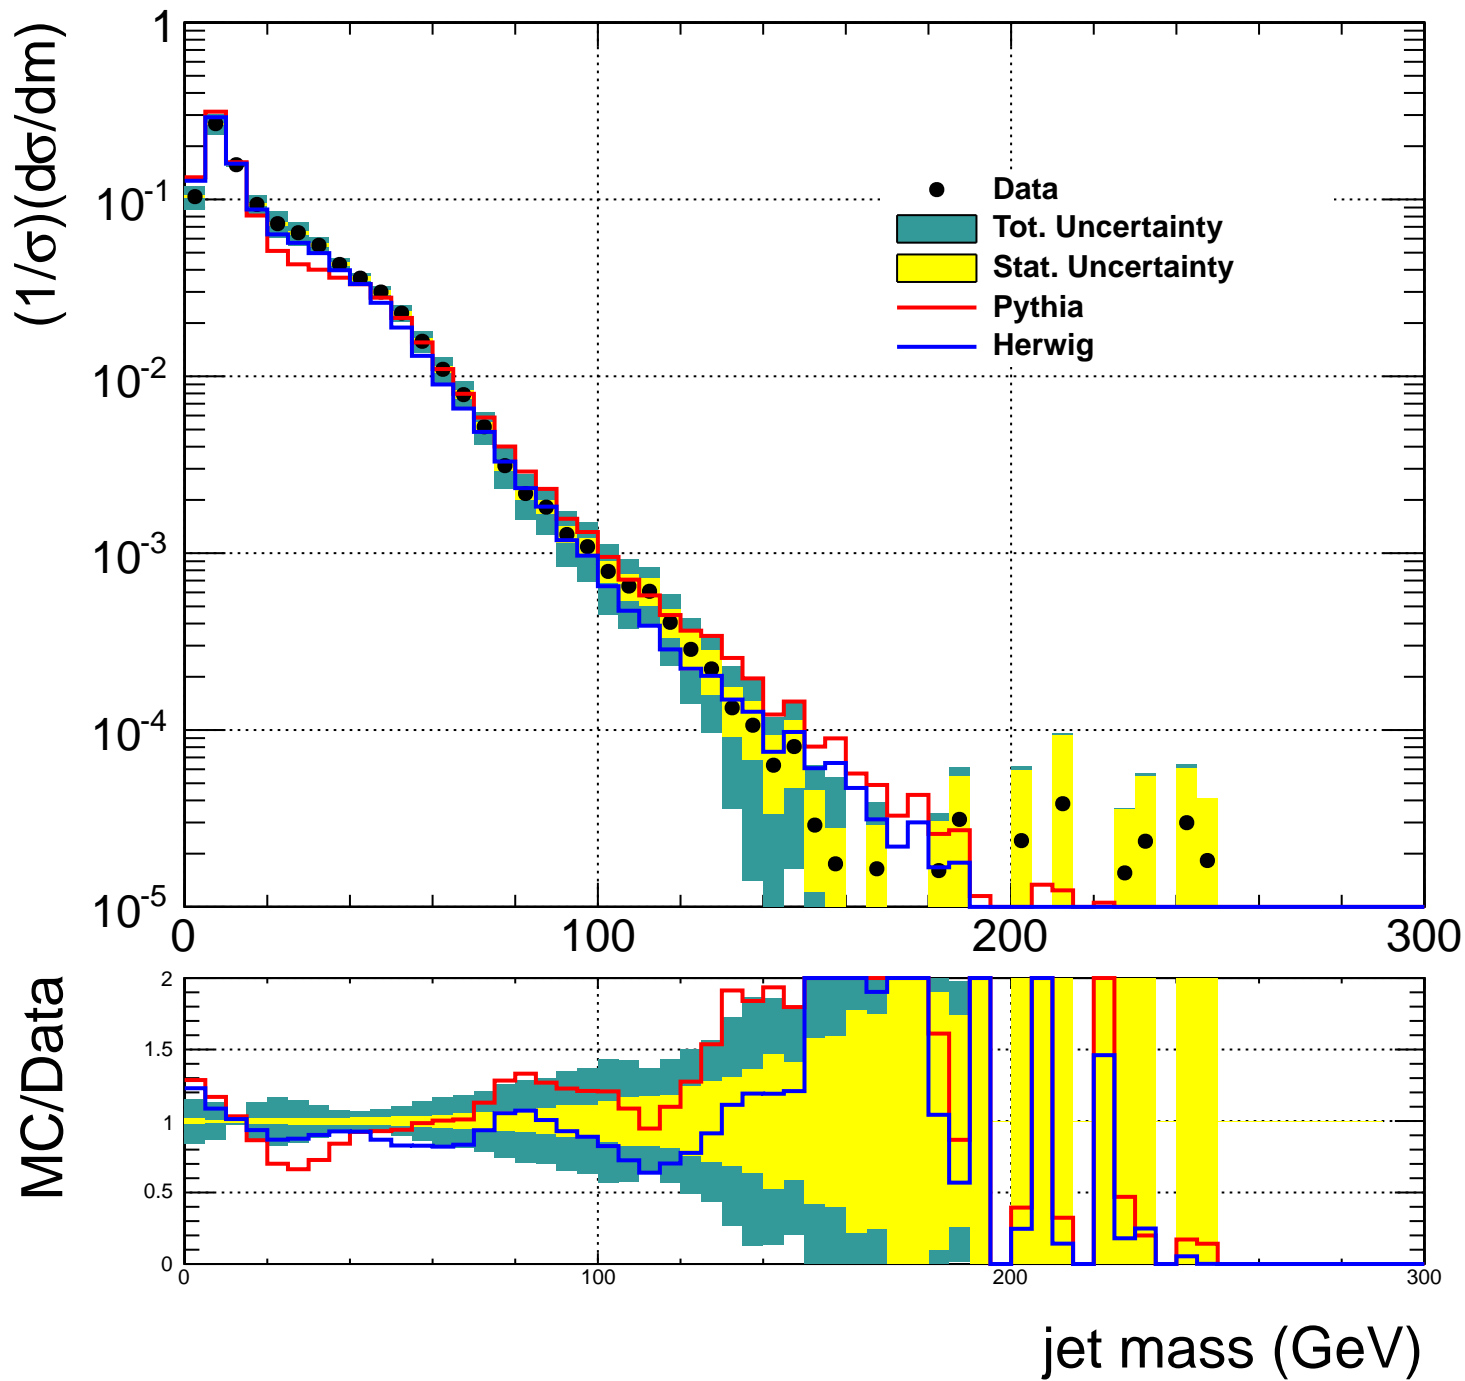 (1/σ)(dσ/dm)
1
10-1
10-2
10-3
10-4
10-5
0 100 200 300
Data
Tot. Uncertainty
Stat. Uncertainty
Pythia
Herwig
MC/Data
2
1.5
1
0.5
0
0 100 200 300
jet mass (GeV)